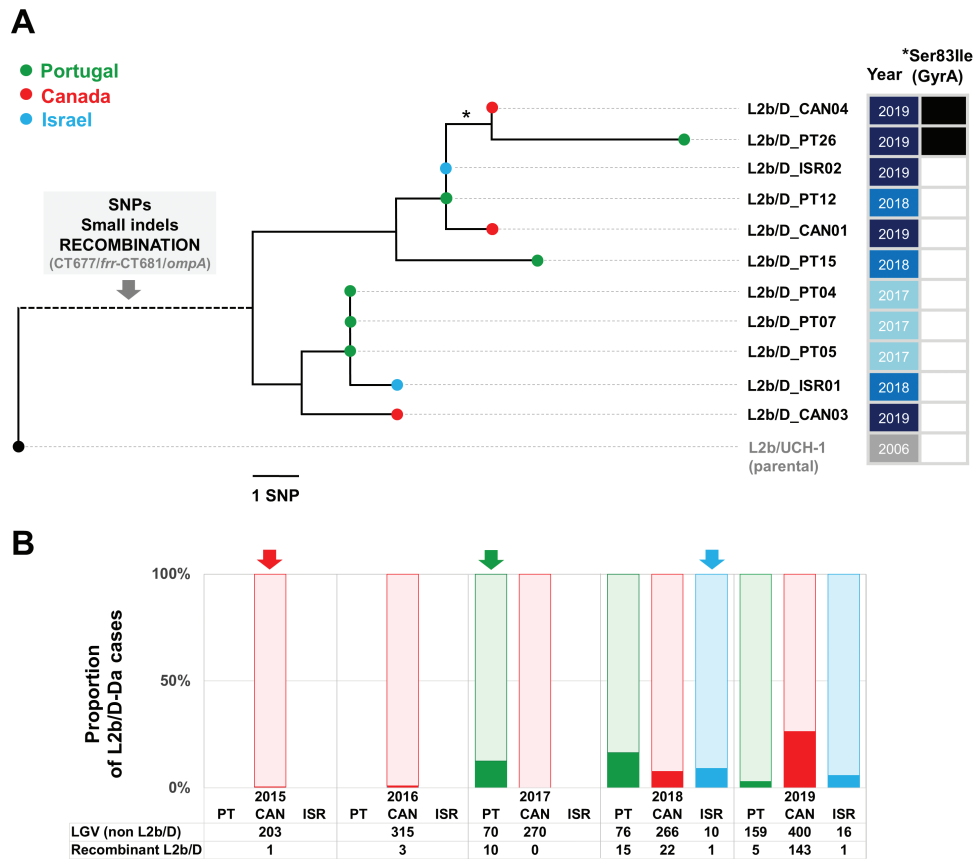 A
Portugal
Canada
Israel
Year
*Ser83Ile
(GyrA)
SNPs
Small indels
RECOMBINATION
(CT677/frr-CT681/ompA)
*
L2b/D_CAN04 2019
L2b/D_PT26 2019
L2b/D_ISR02 2019
L2b/D_PT12 2018
L2b/D_CAN01 2019
L2b/D_PT15 2018
L2b/D_PT04 2017
L2b/D_PT07 2017
L2b/D_PT05 2017
L2b/D_ISR01 2018
L2b/D_CAN03 2019
L2b/UCH-1 2006
(parental)
1 SNP
B
Proportion
of L2b/D-Da cases
100%
50%
0%
2015 2016 2017 2018 2019
PT CAN ISR PT CAN ISR PT CAN ISR PT CAN ISR PT CAN ISR
LGV (non L2b/D) 203 315 70 270 76 266 10 159 400 16
Recombinant L2b/D 1 3 10 0 15 22 1 5 143 1